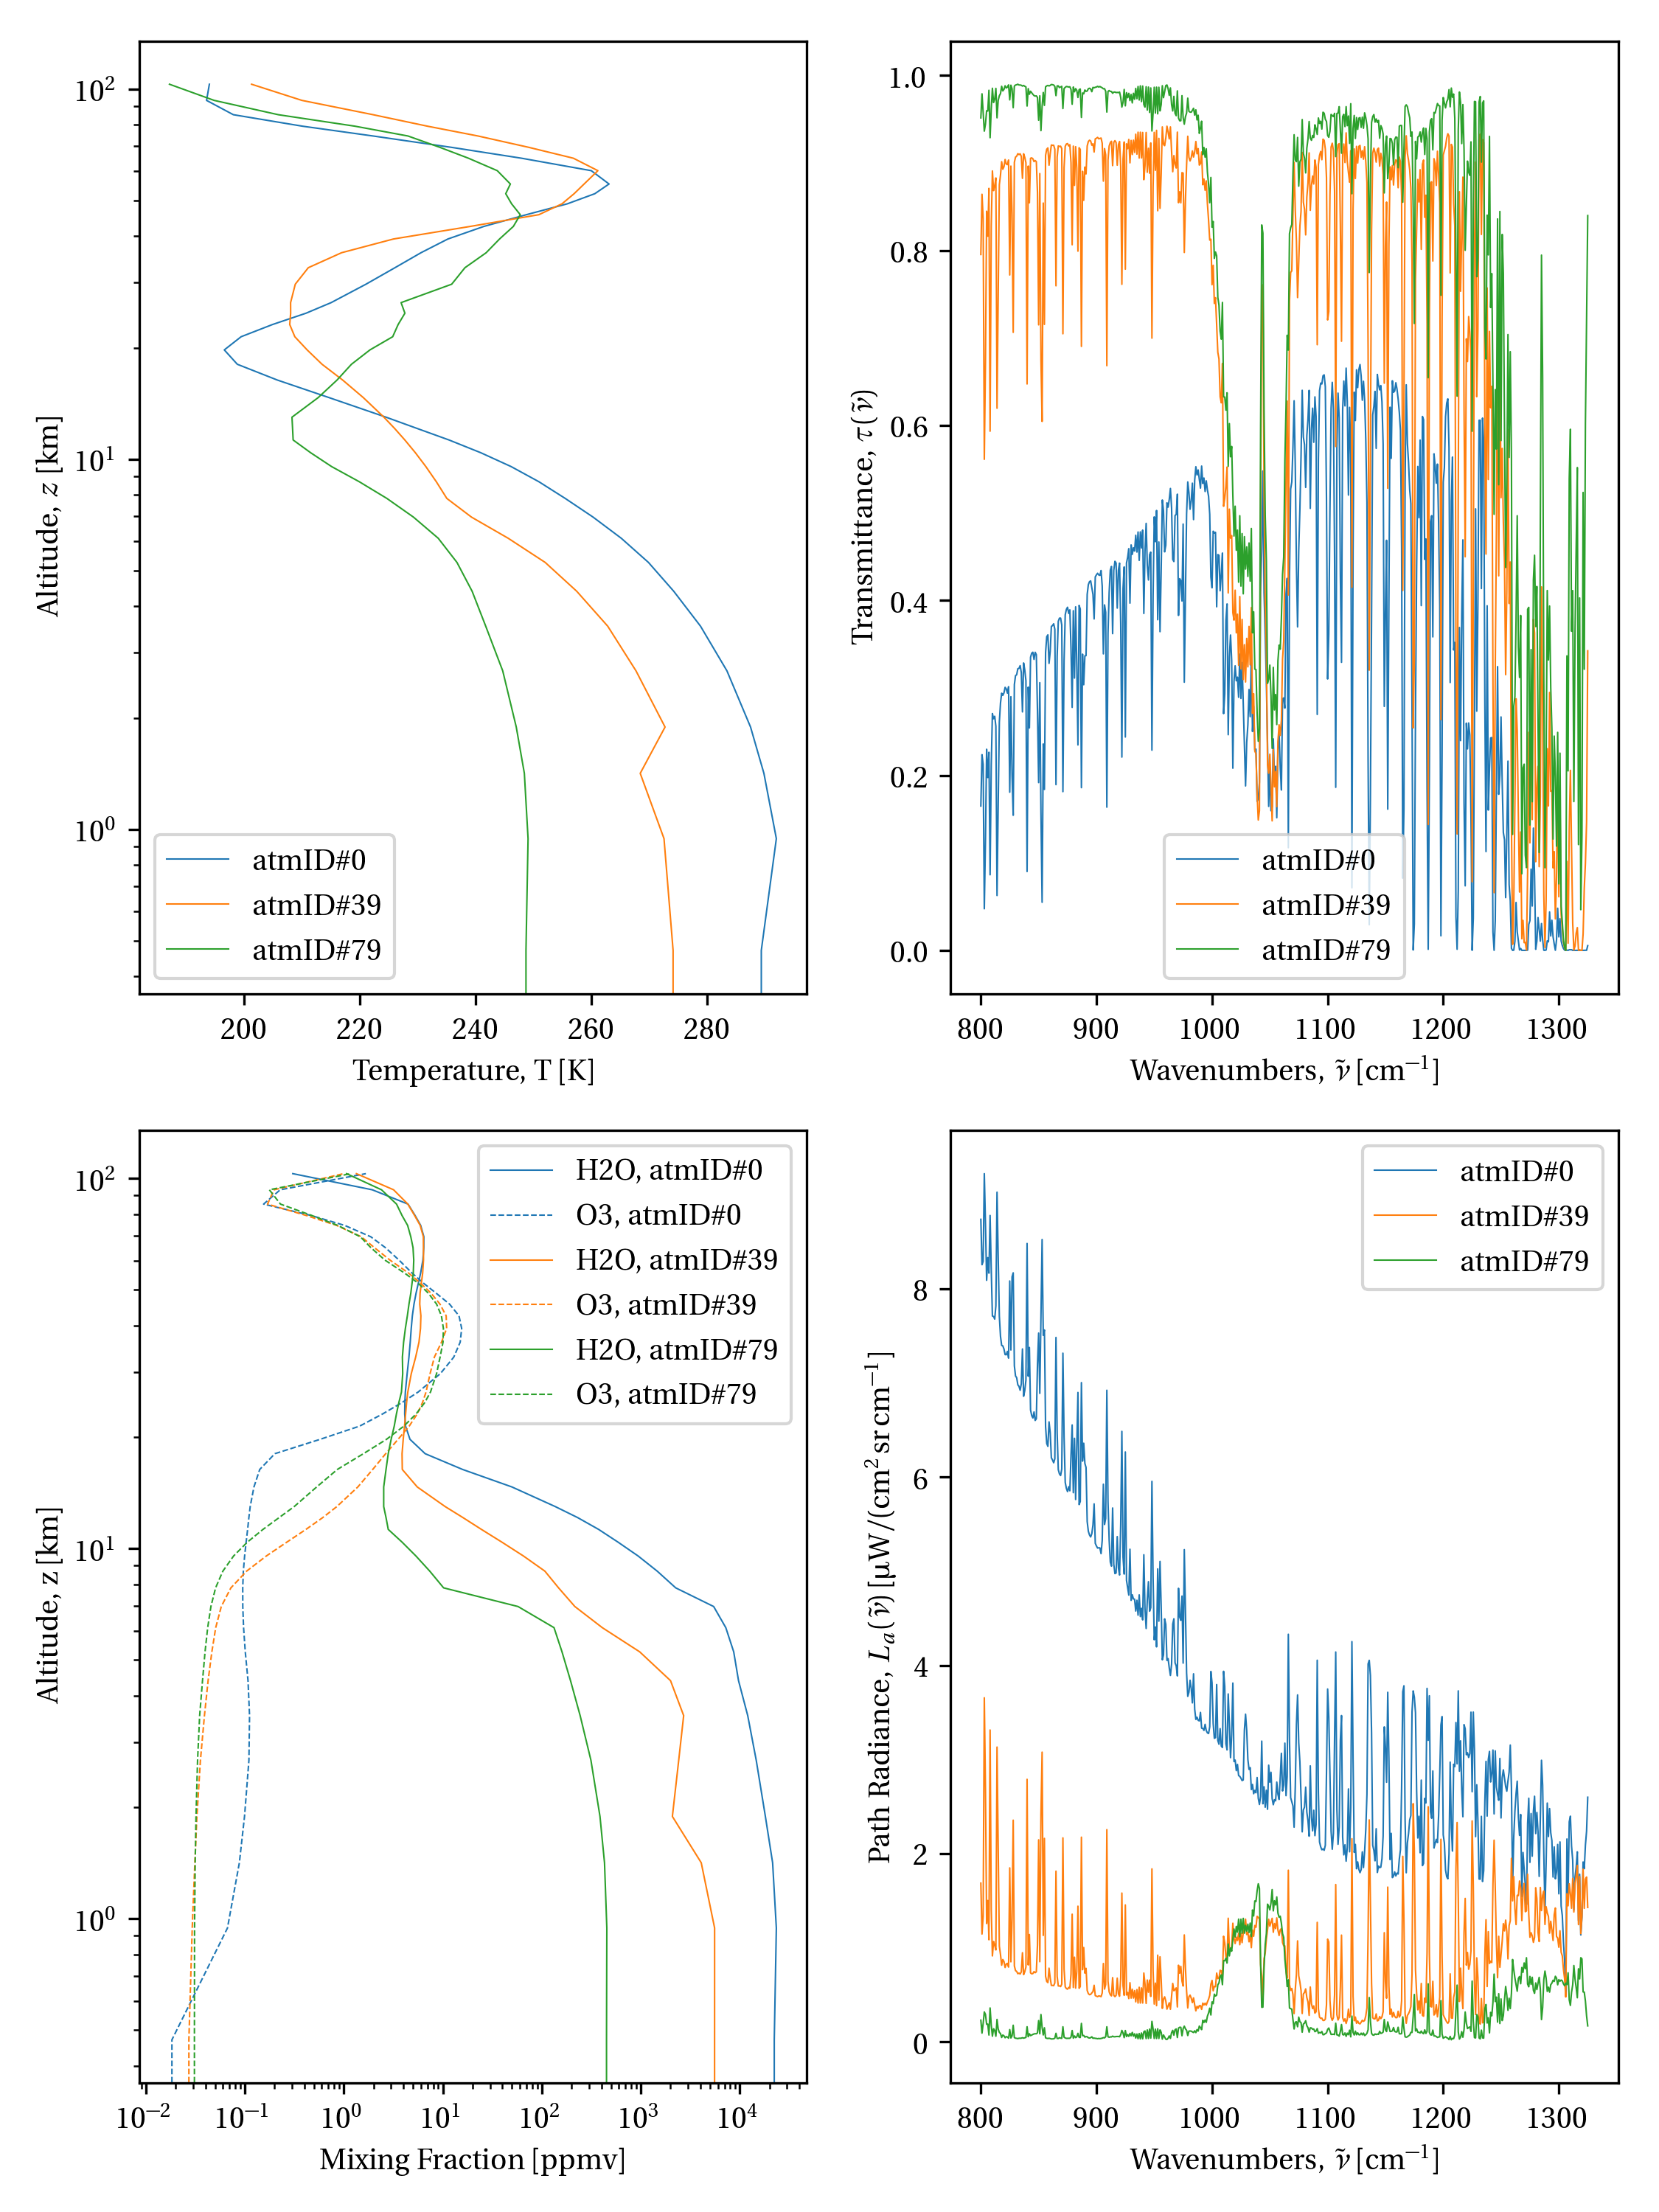 10²
10¹
10⁰
Altitude, z [km]
atmID#0
atmID#39
atmID#79
200 220 240 260 280
Temperature, T [K]
1.0
0.8
0.6
0.4
0.2
0.0
Transmittance, τ(ν̃)
atmID#0
atmID#39
atmID#79
800 900 1000 1100 1200 1300
Wavenumbers, ν̃ [cm⁻¹]
10²
10¹
10⁰
Altitude, z [km]
H2O, atmID#0
O3, atmID#0
H2O, atmID#39
O3, atmID#39
H2O, atmID#79
O3, atmID#79
10⁻² 10⁻¹ 10⁰ 10¹ 10² 10³ 10⁴
Mixing Fraction [ppmv]
8
6
4
2
0
Path Radiance, Lₐ(ν̃) [µW/(cm² sr cm⁻¹]
atmID#0
atmID#39
atmID#79
800 900 1000 1100 1200 1300
Wavenumbers, ν̃ [cm⁻¹]